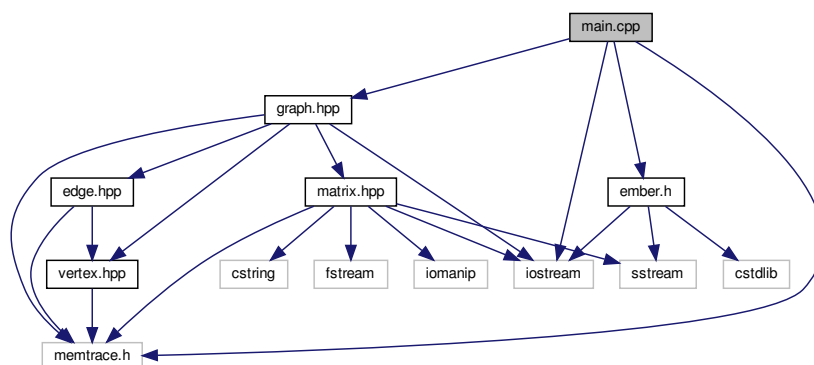 main.cpp
graph.hpp
edge.hpp
matrix.hpp
ember.h
vertex.hpp
cstring
fstream
iomanip
iostream
sstream
cstdlib
memtrace.h